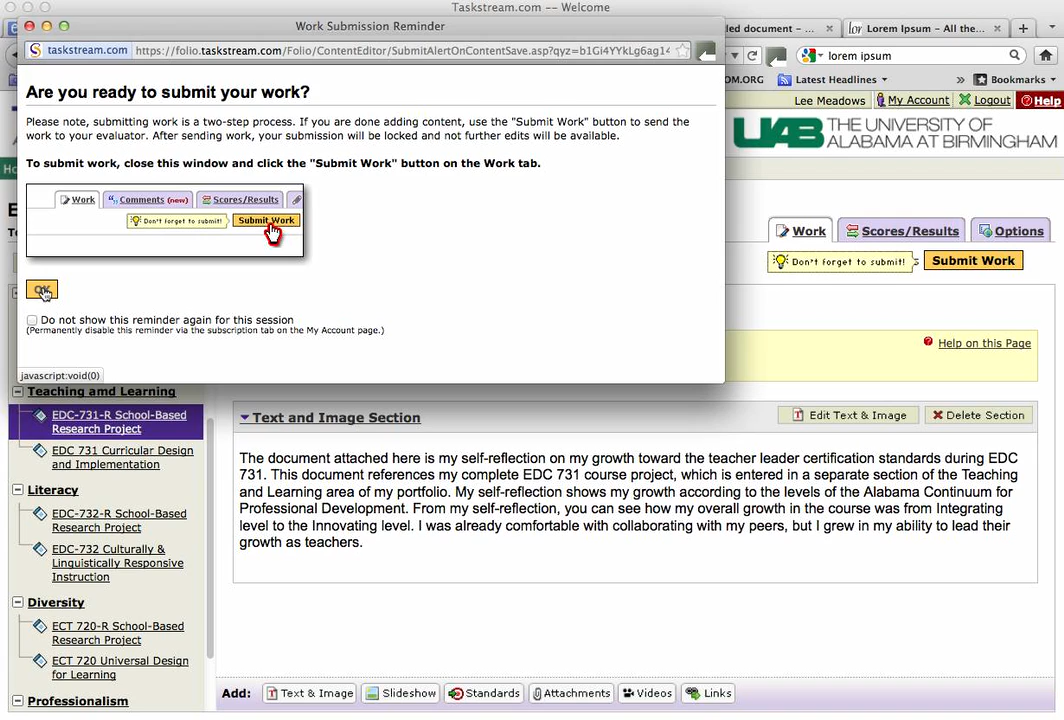 Taskstream.com -- Welcome
Work Submission Reminder
led document - ...
Lorem Ipsum - All the...
taskstream.com
https://folio.taskstream.com/Folio/ContentEditor/SubmitAlertOnContentSave.asp?qyz=b1Gi4YYkLg6ag14
lorem ipsum
OM.ORG
Latest Headlines
»
Bookmarks
Are you ready to submit your work?
Lee Meadows
My Account
Logout
Help
Please note, submitting work is a two-step process. If you are done adding content, use the "Submit Work" button to send the
work to your evaluator. After sending work, your submission will be locked and not further edits will be available.
UAB
THE UNIVERSITY OF
ALABAMA AT BIRMINGHAM
To submit work, close this window and click the "Submit Work" button on the Work tab.
Work
Comments (new)
Scores/Results
Don't forget to submit!
Submit Work
Work
Scores/Results
Options
Don't forget to submit!
Submit Work
OK
Do not show this reminder again for this session
(Permanently disable this reminder via the subscription tab on the My Account page.)
Help on this Page
javascript:void(0)
Teaching amd Learning
EDC-731-R School-Based
Research Project
EDC 731 Curricular Design
and Implementation
Literacy
EDC-732-R School-Based
Research Project
EDC-732 Culturally &
Linguistically Responsive
Instruction
Diversity
ECT 720-R School-Based
Research Project
ECT 720 Universal Design
for Learning
Professionalism
Text and Image Section
Edit Text & Image
Delete Section
The document attached here is my self-reflection on my growth toward the teacher leader certification standards during EDC
731. This document references my complete EDC 731 course project, which is entered in a separate section of the Teaching
and Learning area of my portfolio. My self-reflection shows my growth according to the levels of the Alabama Continuum for
Professional Development. From my self-reflection, you can see how my overall growth in the course was from Integrating
level to the Innovating level. I was already comfortable with collaborating with my peers, but I grew in my ability to lead their
growth as teachers.
Add:
Text & Image
Slideshow
Standards
Attachments
Videos
Links